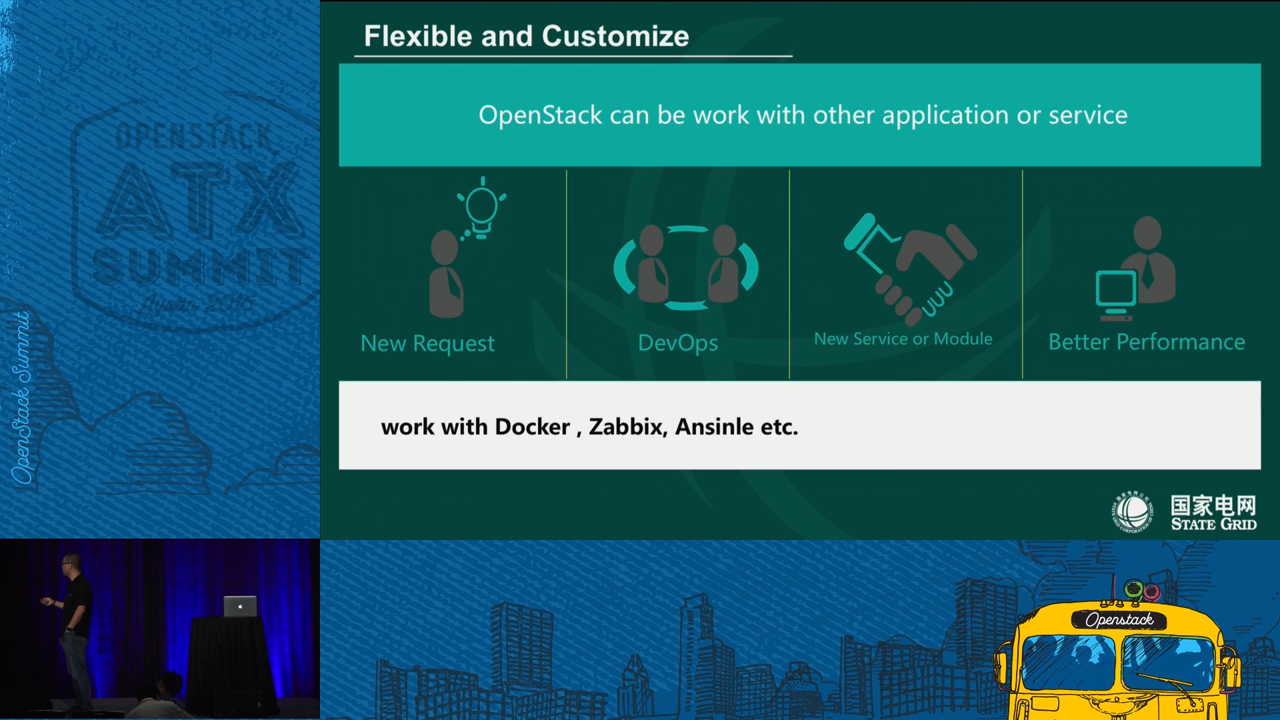 Flexible and Customize
OpenStack can be work with other application or service
New Request
DevOps
New Service or Module
Better Performance
work with Docker , Zabbix, Ansinle etc.
国家电网
STATE GRID
OPENSTACK
ATX
SUMMIT
OpenStack Summit
Openstack